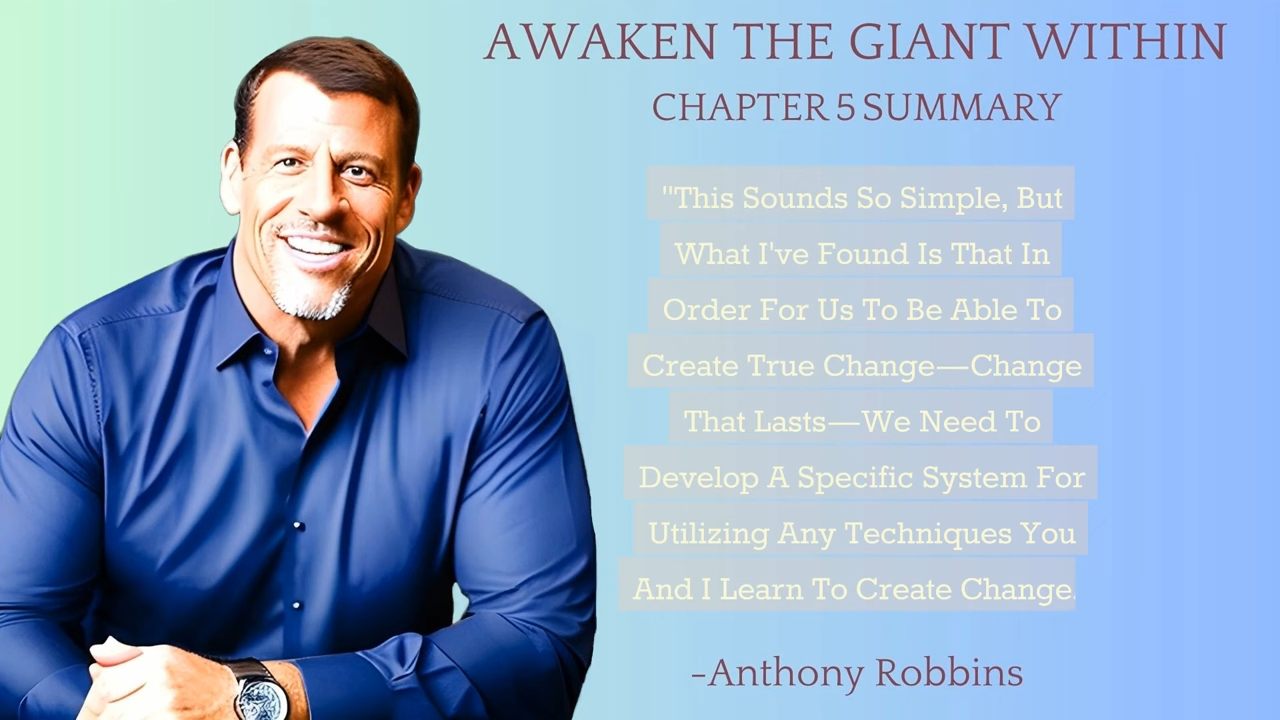 AWAKEN THE GIANT WITHIN
CHAPTER 5 SUMMARY
"This Sounds So Simple, But
What I've Found Is That In
Order For Us To Be Able To
Create True Change—Change
That Lasts—We Need To
Develop A Specific System For
Utilizing Any Techniques You
And I Learn To Create Change.
–Anthony Robbins